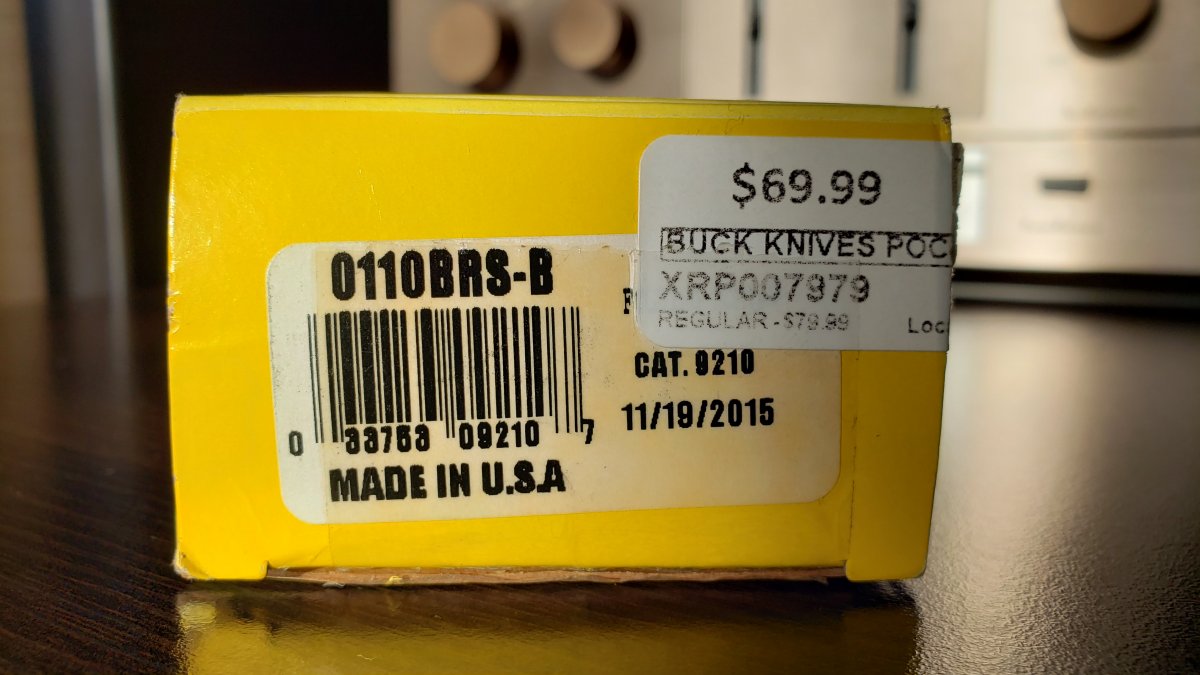 $69.99
BUCK KNIVES POC
XRP007979
REGULAR - $79.99
Loc
0110BRS-B
CAT. 9210
11/19/2015
0 33753 09210 7
MADE IN U.S.A